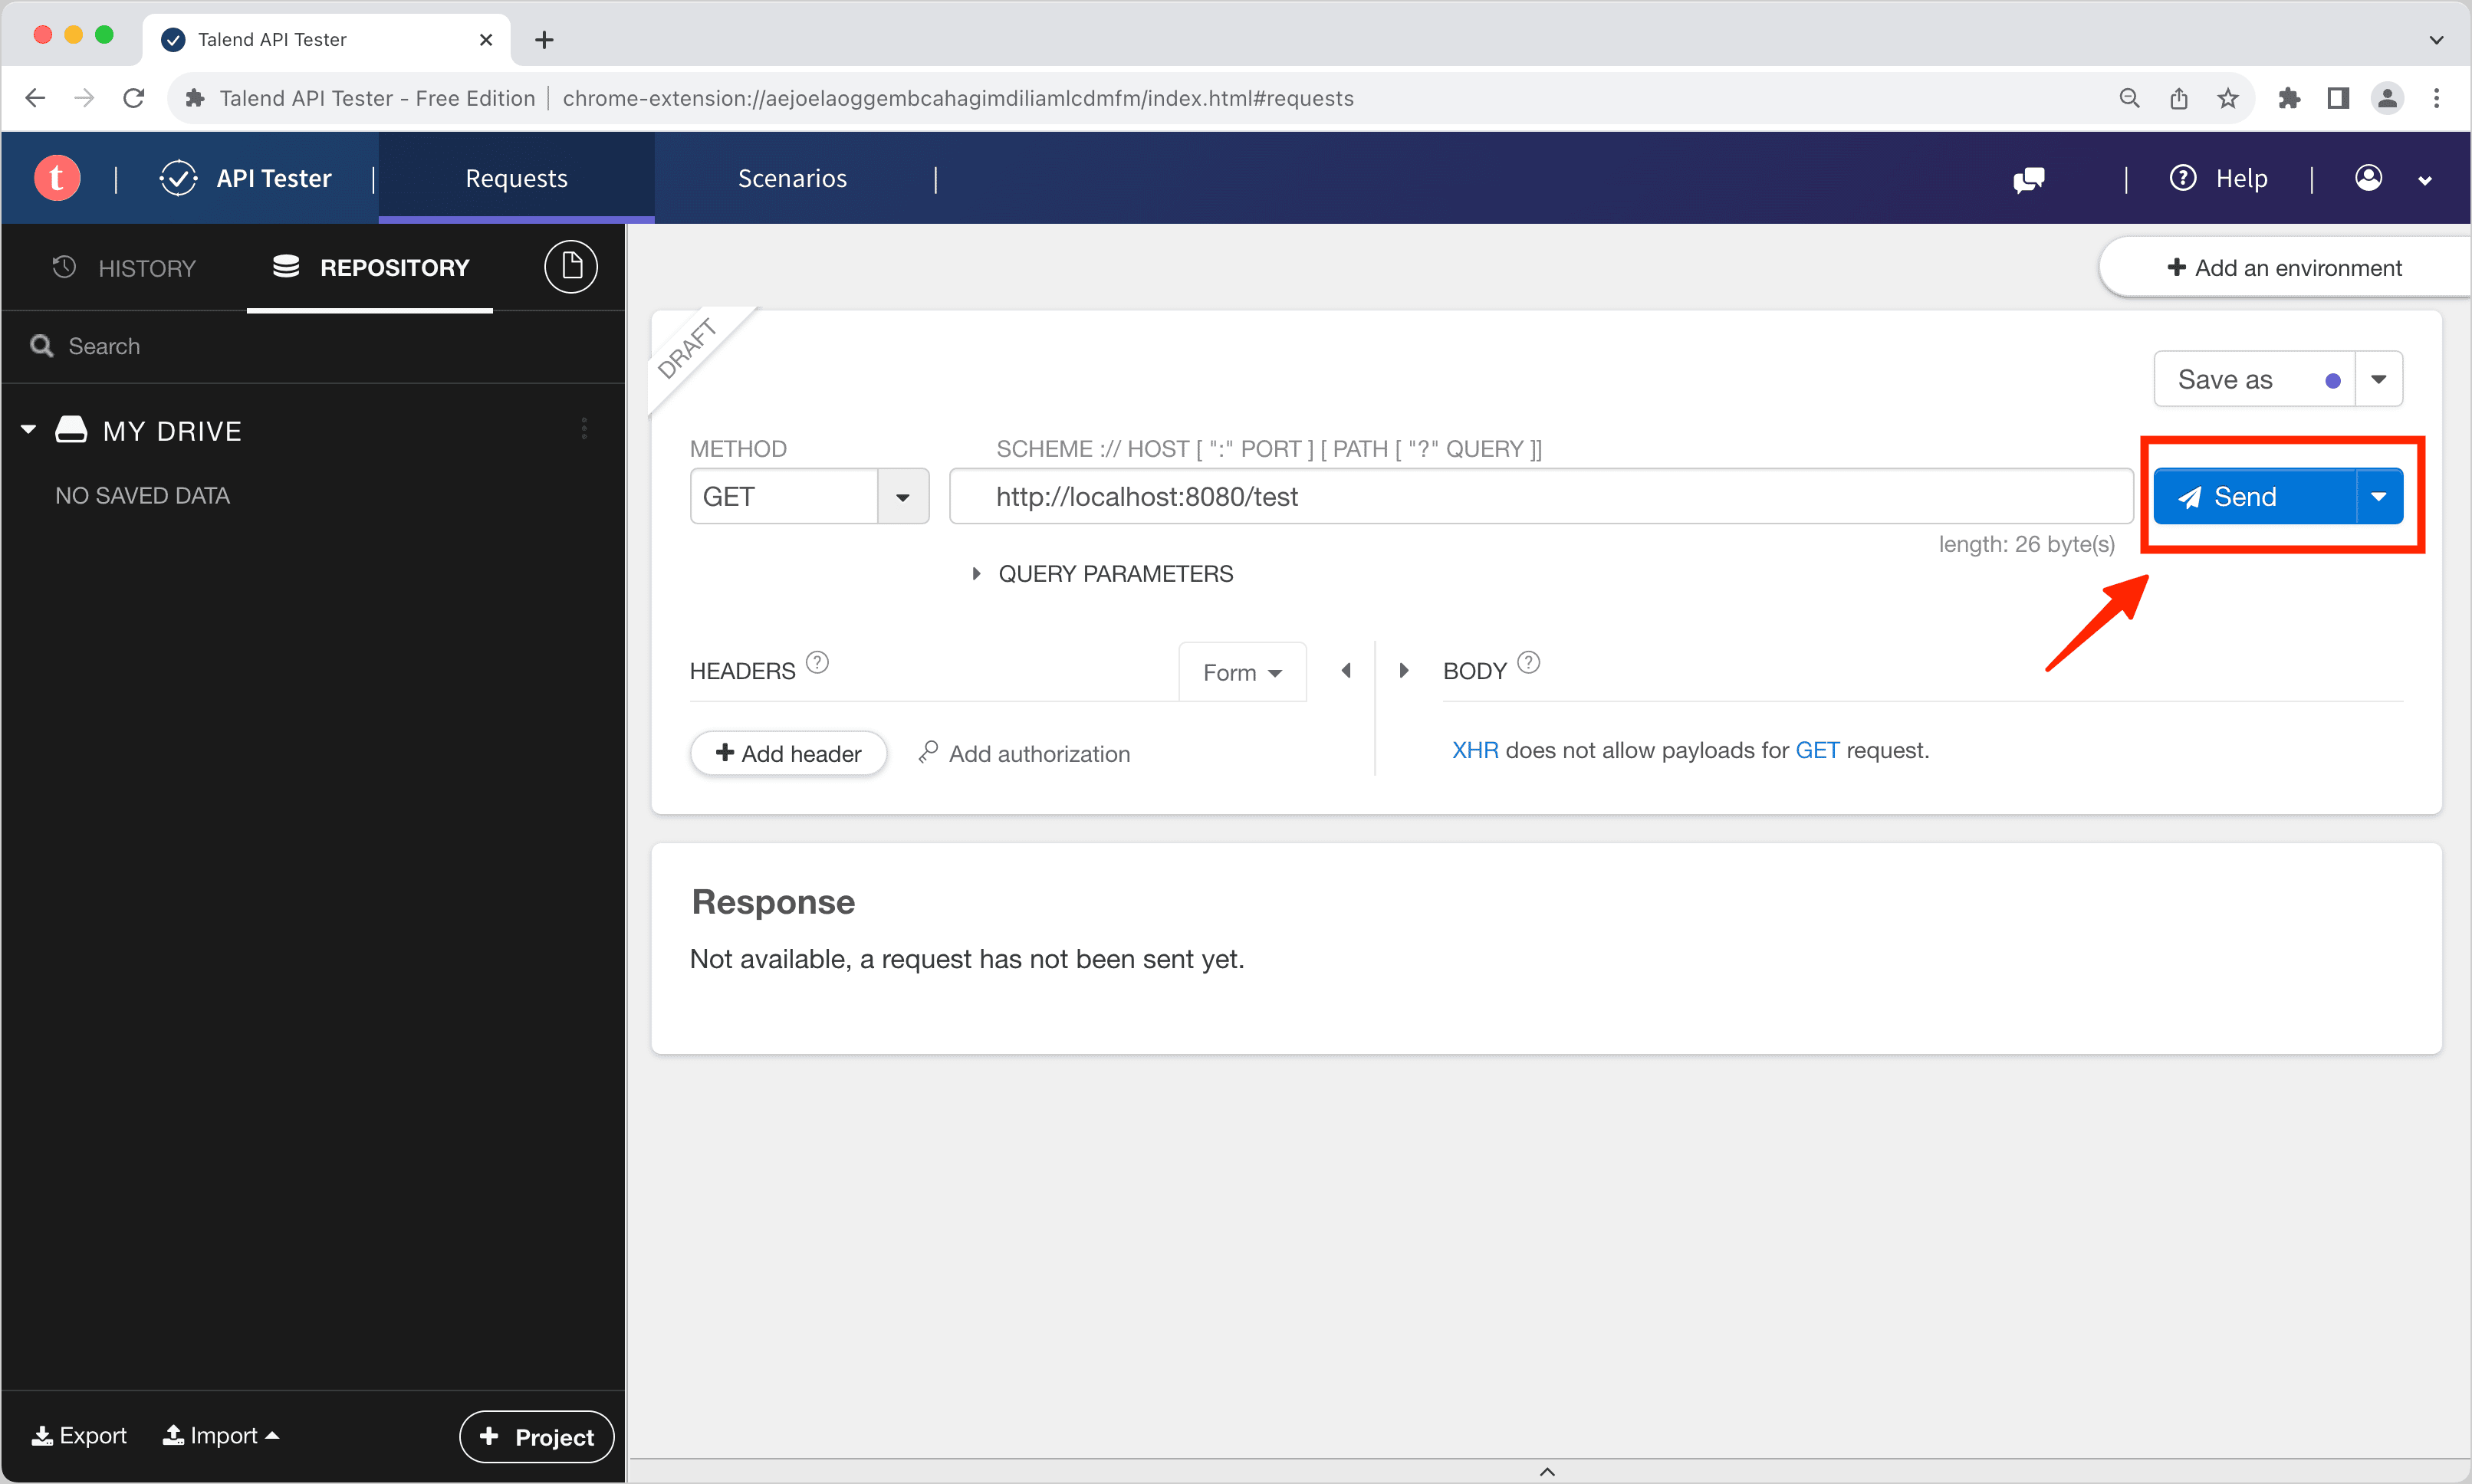 Talend API Tester
Talend API Tester - Free Edition | chrome-extension://aejoelaoggembcahagimdiliamlcdmfm/index.html#requests
t | API Tester | Requests Scenarios | | Help |
HISTORY REPOSITORY
+ Add an environment
Search
DRAFT
Save as
MY DRIVE
METHOD SCHEME :// HOST [ ":" PORT ] [ PATH [ "?" QUERY ]]
NO SAVED DATA
GET http://localhost:8080/test Send
length: 26 byte(s)
QUERY PARAMETERS
HEADERS ? Form BODY ?
+ Add header Add authorization XHR does not allow payloads for GET request.
Response
Not available, a request has not been sent yet.
Export Import + Project